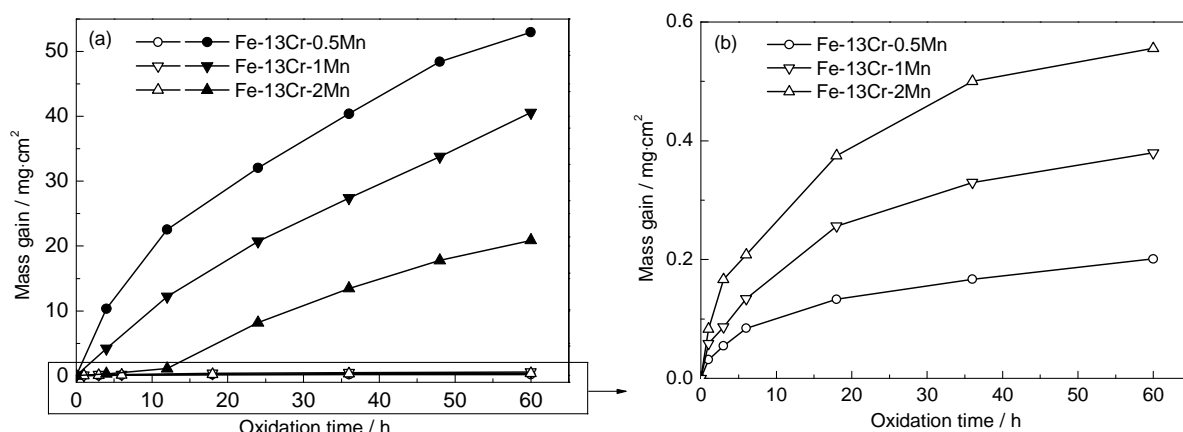 (a)
Fe-13Cr-0.5Mn
Fe-13Cr-1Mn
Fe-13Cr-2Mn
50
40
30
20
10
0
Mass gain / mg·cm²
0 10 20 30 40 50 60
Oxidation time / h
(b)
Fe-13Cr-0.5Mn
Fe-13Cr-1Mn
Fe-13Cr-2Mn
0.6
0.4
0.2
0.0
Mass gain / mg·cm²
0 10 20 30 40 50 60
Oxidation time / h